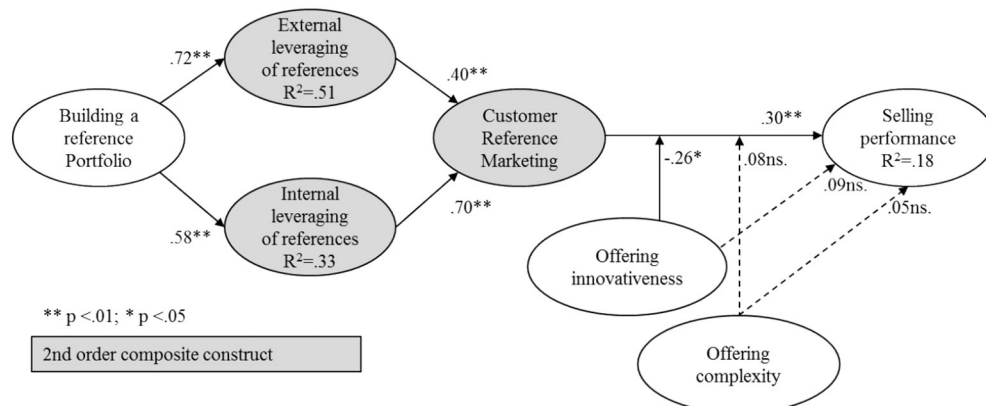 External
leveraging
of references
R²=.51
.72**
.40**
Building a
reference
Portfolio
Customer
Reference
Marketing
.30**
Selling
performance
R²=.18
-.26*
.08ns.
.09ns.
.05ns.
.58**
Internal
leveraging
of references
R²=.33
.70**
Offering
innovativeness
** p <.01; * p <.05
2nd order composite construct
Offering
complexity